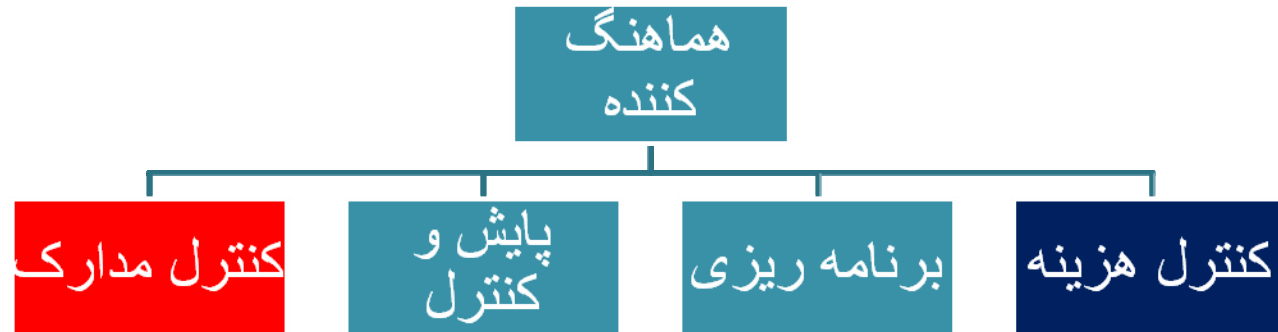 هماهنگ
کننده
کنترل هزینه
برنامه ریزی
پایش و
کنترل
کنترل مدارک